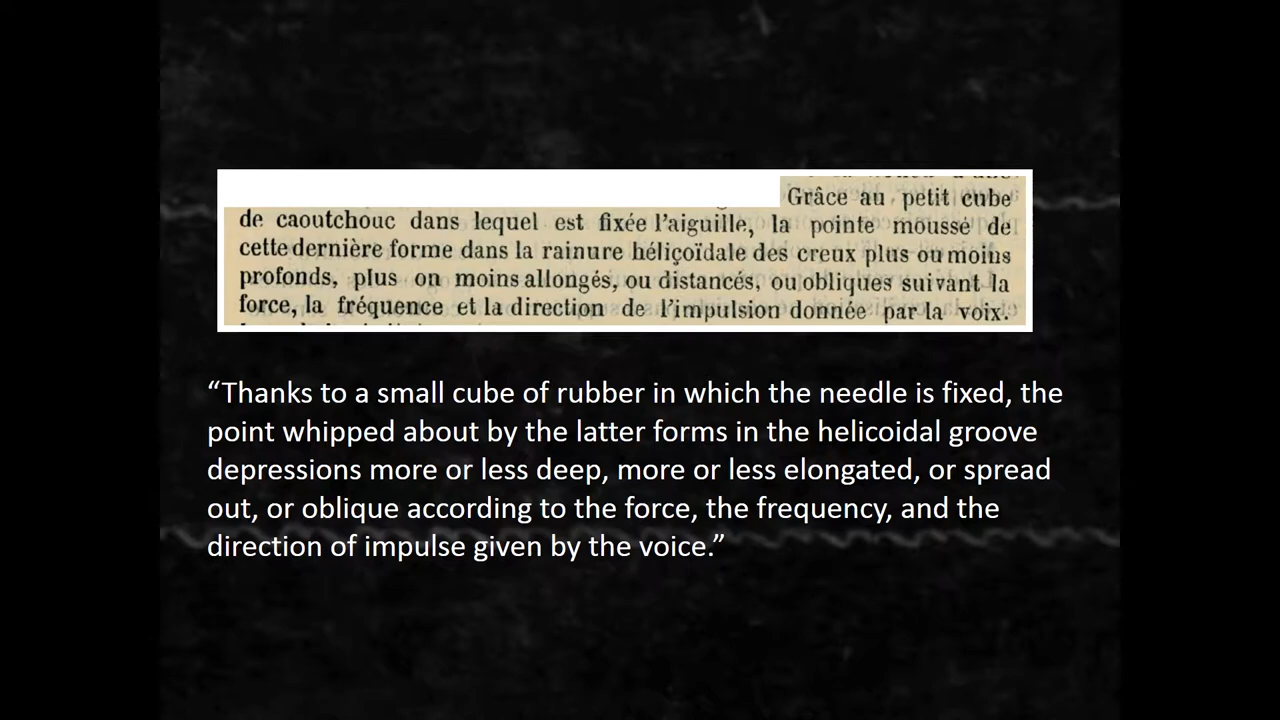 Grâce au petit cube
de caoutchouc dans lequel est fixée l'aiguille, la pointe mousse de
cette dernière forme dans la rainure héliçoïdale des creux plus ou moins
profonds, plus ou moins allongés, ou distancés, ou obliques suivant la
force, la fréquence et la direction de l'impulsion donnée par la voix.
“Thanks to a small cube of rubber in which the needle is fixed, the
point whipped about by the latter forms in the helicoidal groove
depressions more or less deep, more or less elongated, or spread
out, or oblique according to the force, the frequency, and the
direction of impulse given by the voice.”